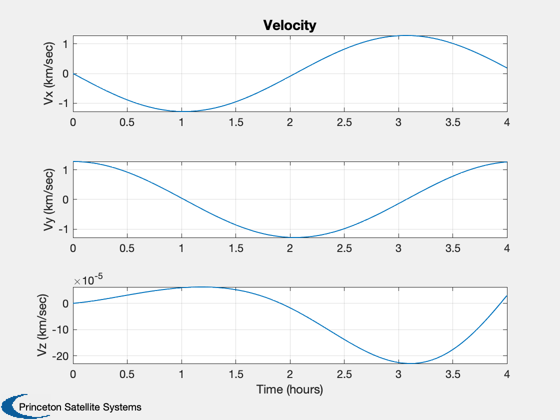 Velocity
Vx (km/sec)
1
0
-1
0 0.5 1 1.5 2 2.5 3 3.5 4
Vy (km/sec)
1
0
-1
0 0.5 1 1.5 2 2.5 3 3.5 4
×10⁻⁵
Vz (km/sec)
0
-10
-20
0 0.5 1 1.5 2 2.5 3 3.5 4
Time (hours)
Princeton Satellite Systems